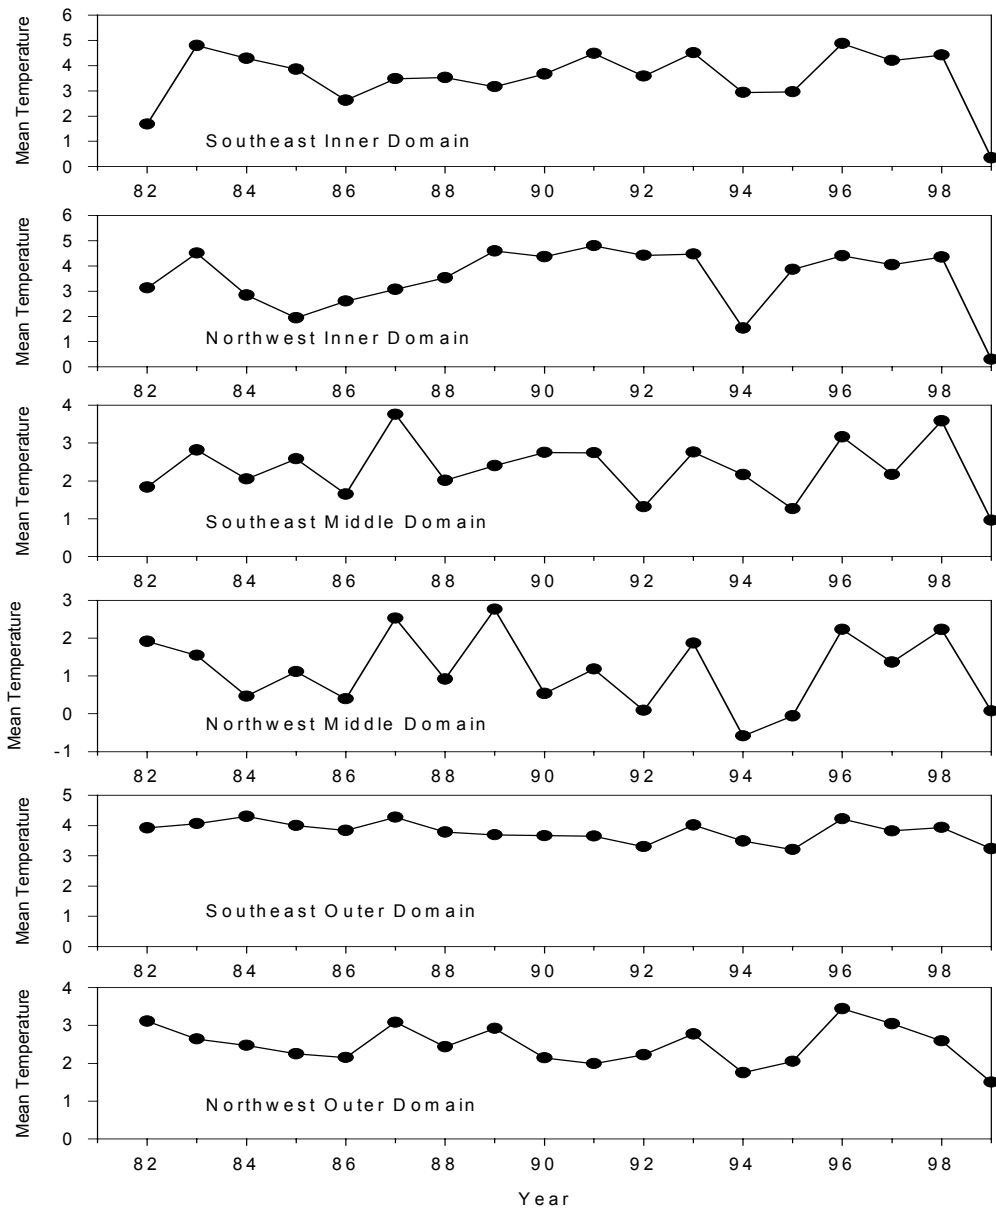 Mean Temperature
6
5
4
3
2
1
0
Southeast Inner Domain
82 84 86 88 90 92 94 96 98
Mean Temperature
6
5
4
3
2
1
0
Northwest Inner Domain
82 84 86 88 90 92 94 96 98
Mean Temperature
4
3
2
1
0
Southeast Middle Domain
82 84 86 88 90 92 94 96 98
Mean Temperature
3
2
1
0
-1
Northwest Middle Domain
82 84 86 88 90 92 94 96 98
Mean Temperature
5
4
3
2
1
0
Southeast Outer Domain
82 84 86 88 90 92 94 96 98
Mean Temperature
4
3
2
1
0
Northwest Outer Domain
82 84 86 88 90 92 94 96 98
Year